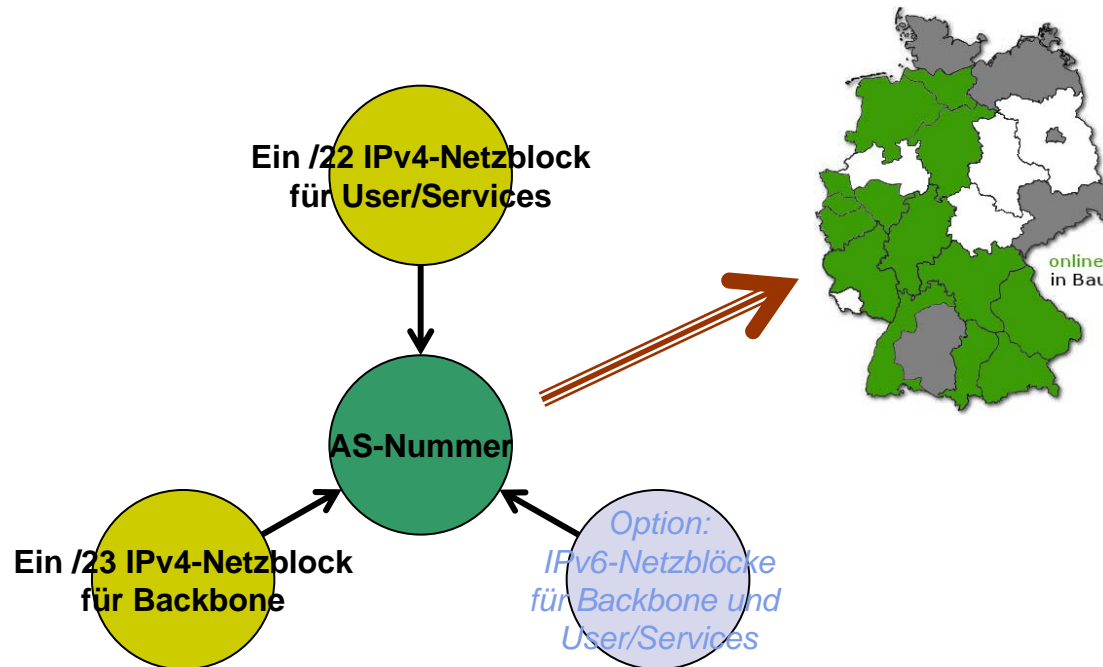 Ein /22 IPv4-Netzblock
für User/Services
online
in Bau
AS-Nummer
Ein /23 IPv4-Netzblock
für Backbone
Option:
IPv6-Netzblöcke
für Backbone und
User/Services